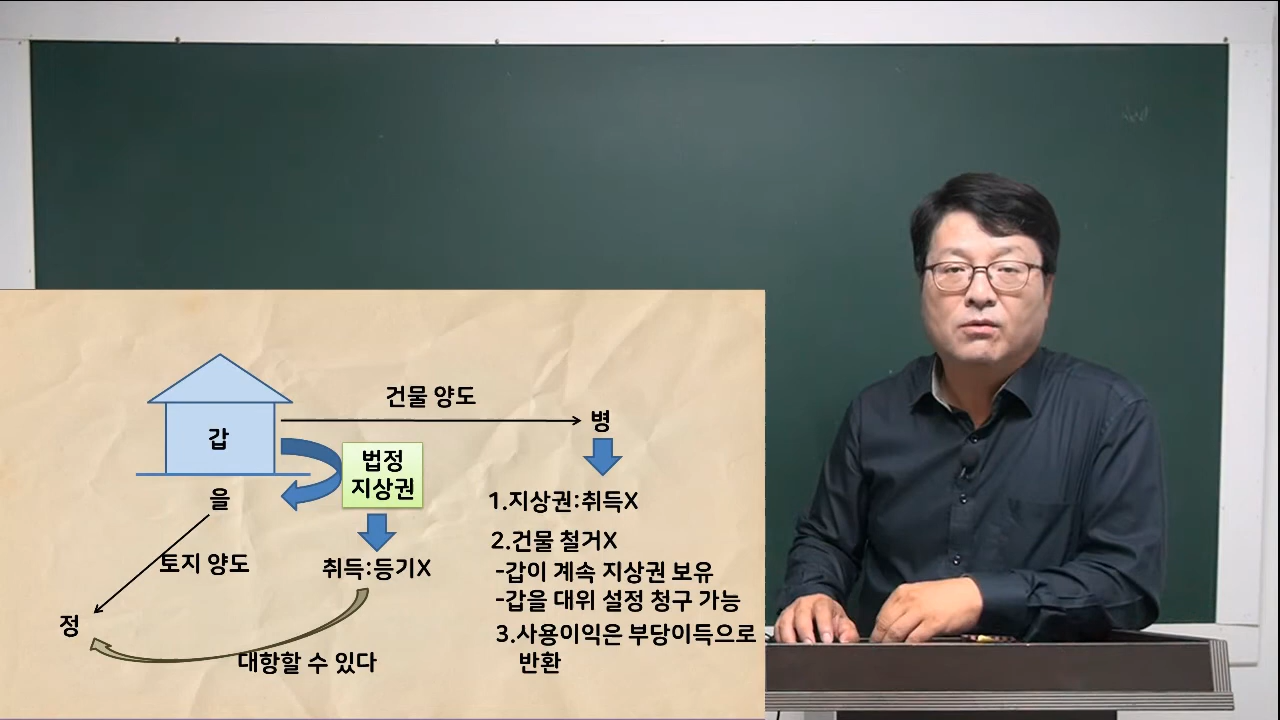 건물 양도
병
갑
법정
지상권
을
1.지상권:취득X
2.건물 철거X
토지 양도
취득:등기X
-갑이 계속 지상권 보유
-갑을 대위 설정 청구 가능
정
3.사용이익은 부당이득으로
반환
대항할 수 있다